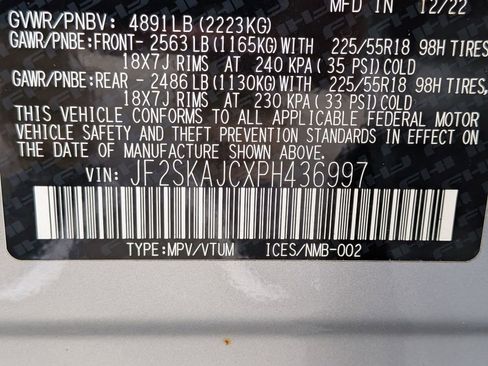 MFD IN 12/22
GVWR/PNBV: 4891LB (2223KG)
GAWR/PNBE:FRONT- 2563 LB (1165KG)WITH 225/55R18 98H TIRES,
18X7J RIMS AT 240 KPA (35 PSI)COLD
GAWR/PNBE:REAR - 2486 LB (1130KG)WITH 225/55R18 98H TIRES,
18X7J RIMS AT 230 KPA (33 PSI)COLD
THIS VEHICLE CONFORMS TO ALL APPLICABLE FEDERAL MOTOR
VEHICLE SAFETY AND THEFT PREVENTION STANDARDS IN EFFECT ON
THE DATE OF MANUFACTURE SHOWN ABOVE.
VIN: JF2SKAJCXPH436997
TYPE:MPV/VTUM ICES/NMB-002